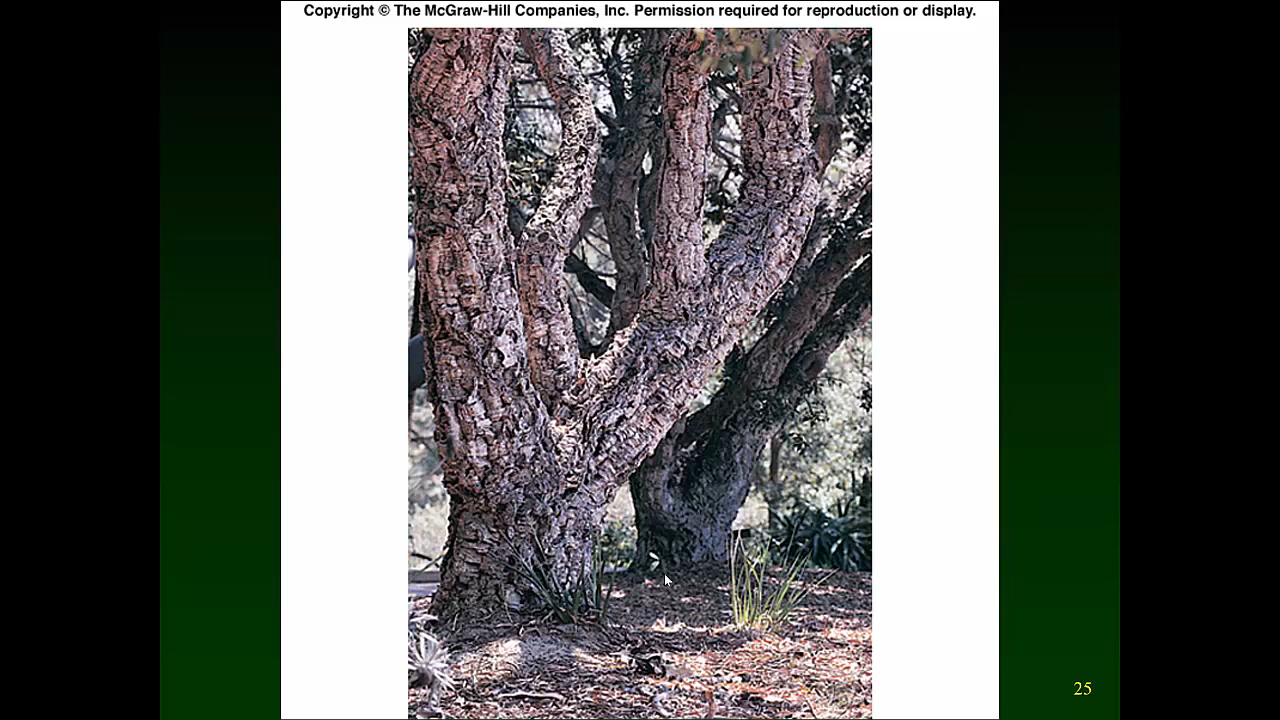 Copyright © The McGraw-Hill Companies, Inc. Permission required for reproduction or display.
25